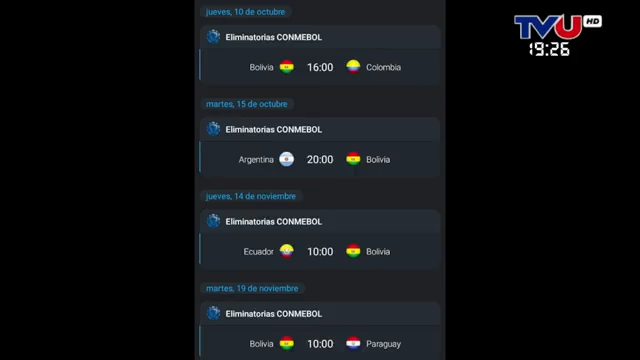 jueves, 10 de octubre
TVU HD
19:26
Eliminatorias CONMEBOL
Bolivia 16:00 Colombia
martes, 15 de octubre
Eliminatorias CONMEBOL
Argentina 20:00 Bolivia
jueves, 14 de noviembre
Eliminatorias CONMEBOL
Ecuador 10:00 Bolivia
martes, 19 de noviembre
Eliminatorias CONMEBOL
Bolivia 10:00 Paraguay